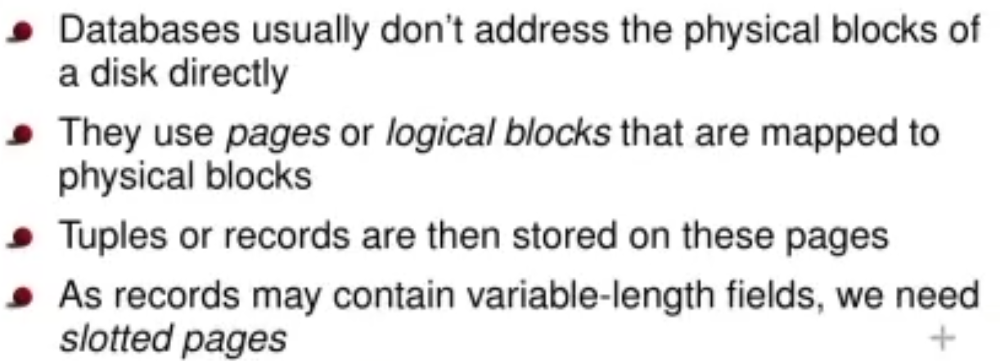 Databases usually don't address the physical blocks of
a disk directly
They use pages or logical blocks that are mapped to
physical blocks
Tuples or records are then stored on these pages
As records may contain variable-length fields, we need
slotted pages